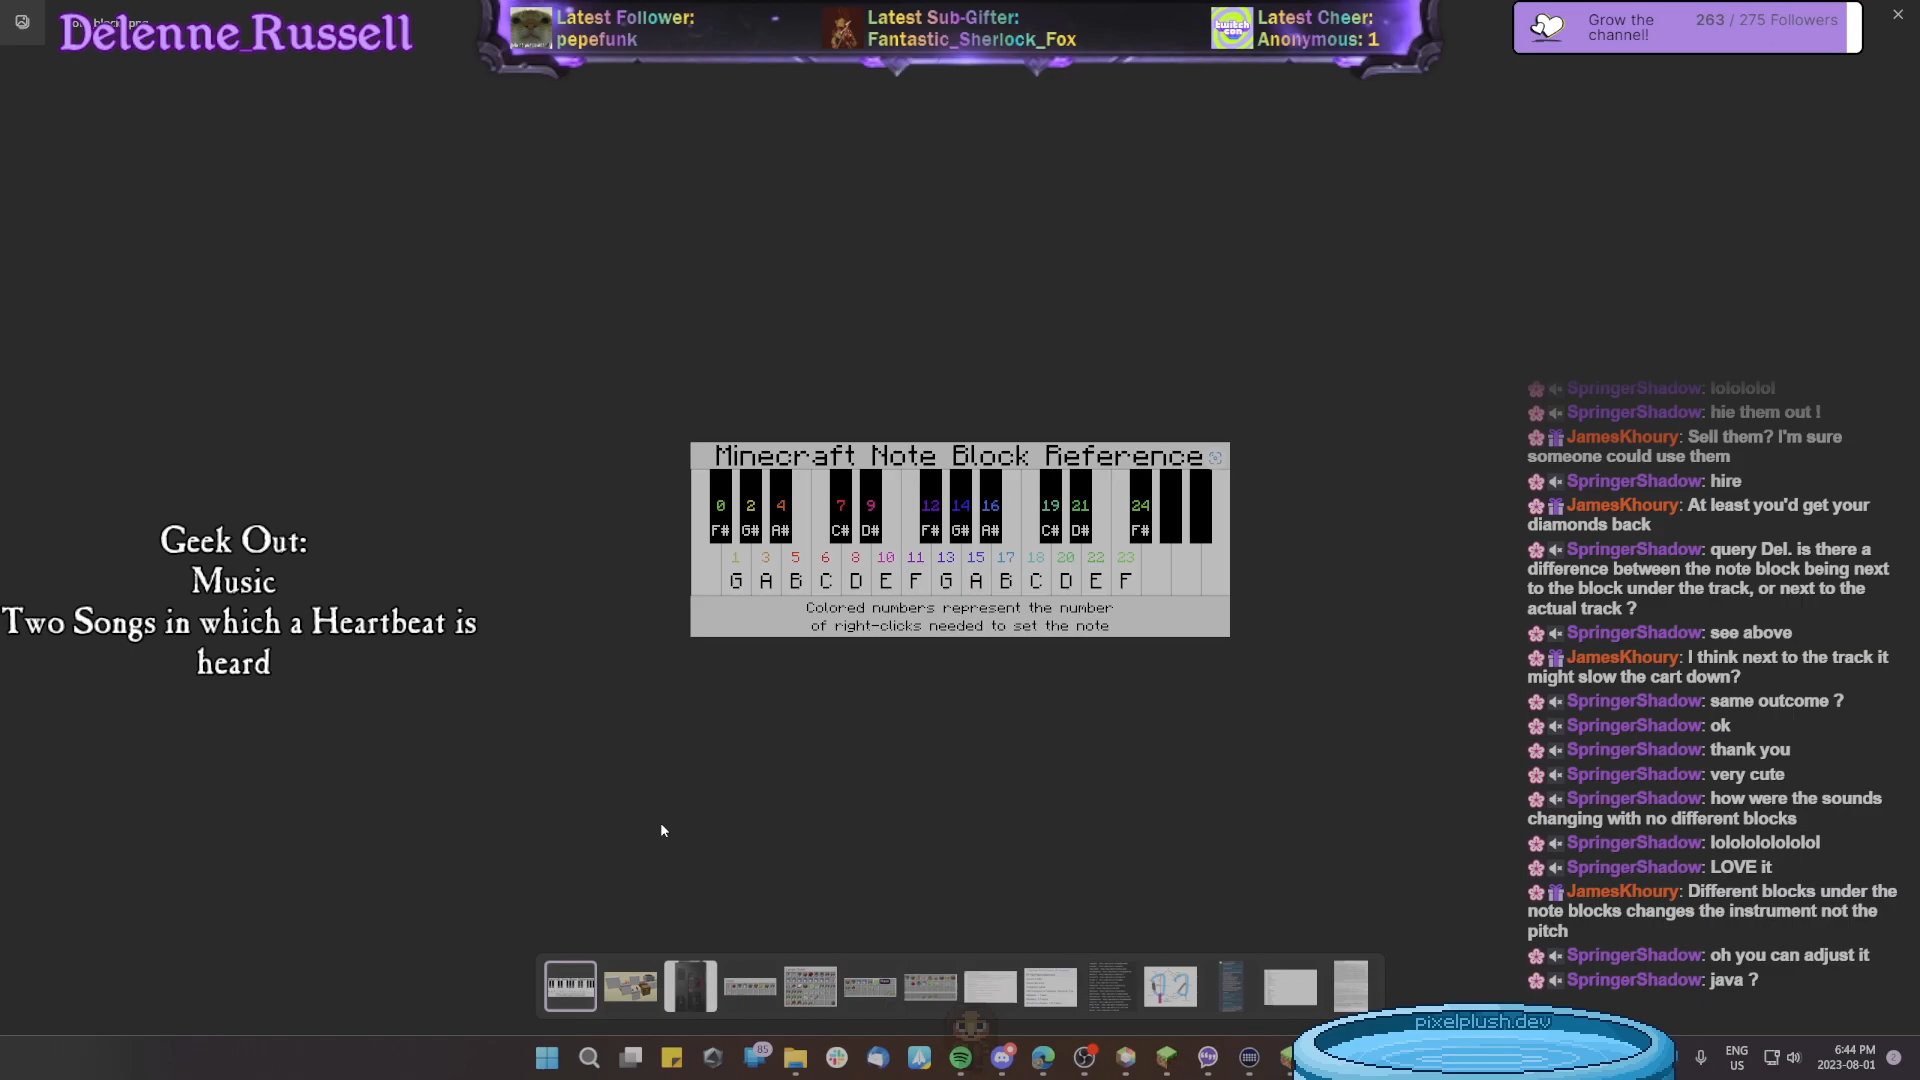 Delenne_Russell
Latest Follower:
pepefunk
Latest Sub-Gifter:
Fantastic_Sherlock_Fox
twitch con
Latest Cheer:
Anonymous: 1
Grow the
channel!
263 / 275 Followers
Geek Out:
Music
Two Songs in which a Heartbeat is
heard
Minecraft Note Block Reference
0 2 4 7 9 12 14 16 19 21 24
F# G# A# C# D# F# G# A# C# D# F#
1 3 5 6 8 10 11 13 15 17 18 20 22 23
G A B C D E F G A B C D E F
Colored numbers represent the number
of right-clicks needed to set the note
SpringerShadow: lolololol
SpringerShadow: hie them out !
JamesKhoury: Sell them? I'm sure
someone could use them
SpringerShadow: hire
JamesKhoury: At least you'd get your
diamonds back
SpringerShadow: query Del. is there a
difference between the note block being next
to the block under the track, or next to the
actual track ?
SpringerShadow: see above
JamesKhoury: I think next to the track it
might slow the cart down?
SpringerShadow: same outcome ?
SpringerShadow: ok
SpringerShadow: thank you
SpringerShadow: very cute
SpringerShadow: how were the sounds
changing with no different blocks
SpringerShadow: lolololololololol
SpringerShadow: LOVE it
JamesKhoury: Different blocks under the
note blocks changes the instrument not the
pitch
SpringerShadow: oh you can adjust it
SpringerShadow: java ?
pixelplush.dev
85
ENG
US
6:44 PM
2023-08-01
2